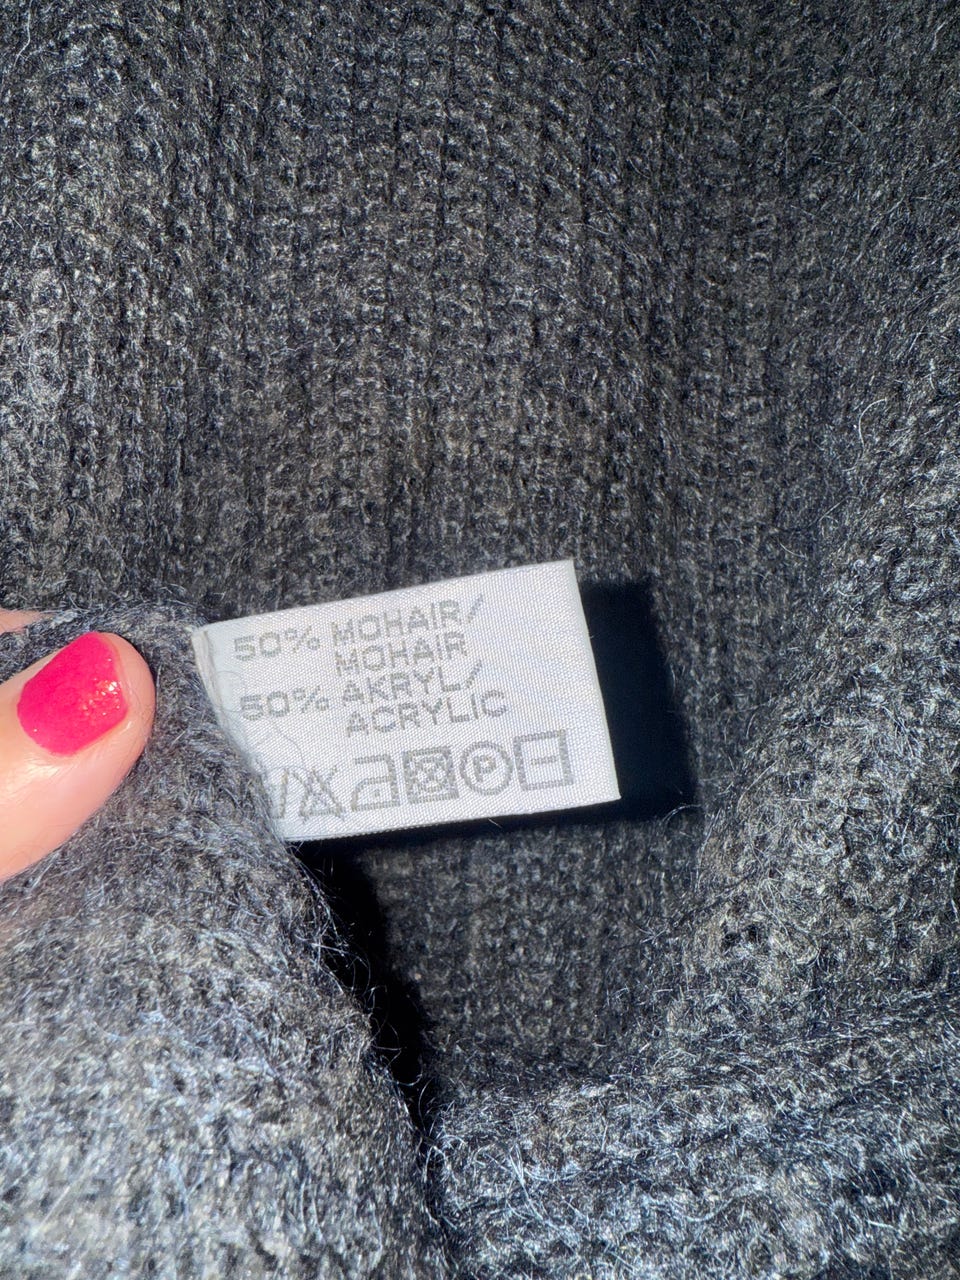 50% MOHAIR/
MOHAIR
50% AKRYL/
ACRYLIC
P